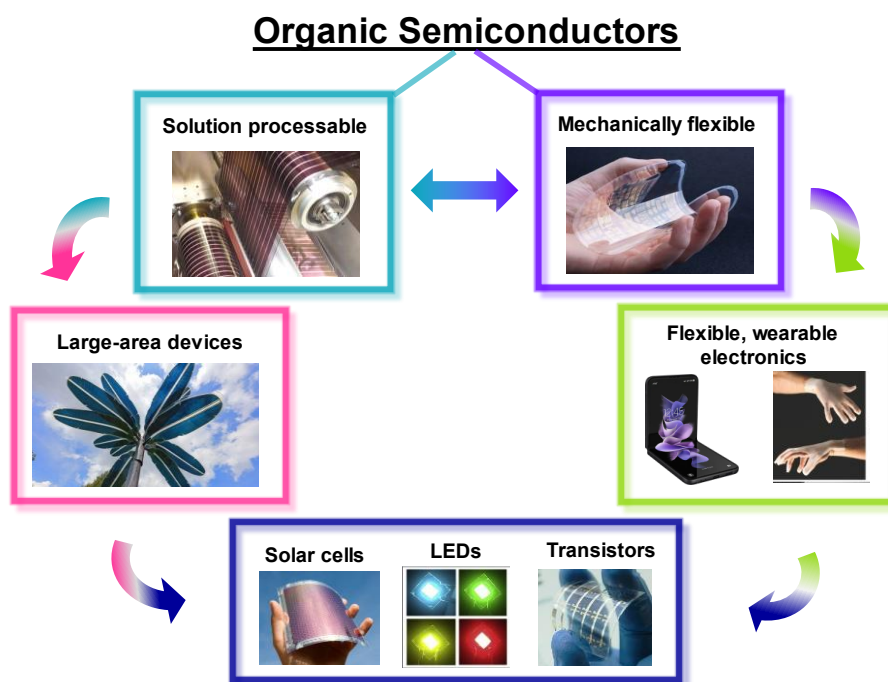 Organic Semiconductors
Solution processable
Mechanically flexible
Large-area devices
Flexible, wearable
electronics
Solar cells
LEDs
Transistors